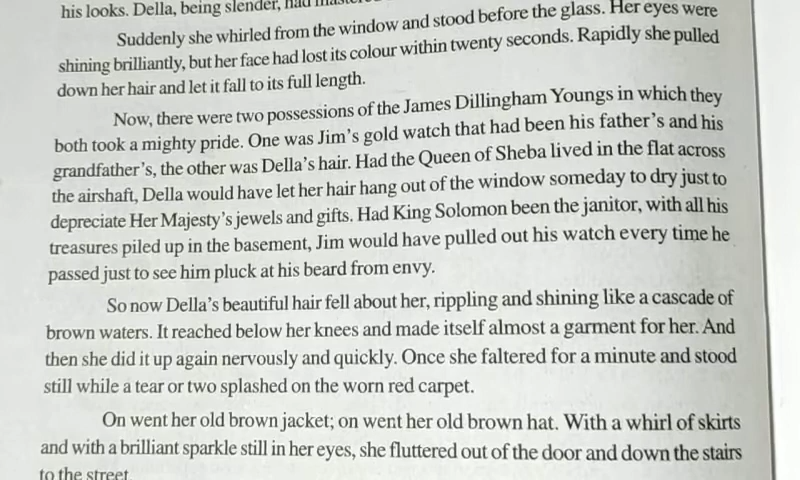 his looks. Della, being slender, had
Suddenly she whirled from the window and stood before the glass. Her eyes were
shining brilliantly, but her face had lost its colour within twenty seconds. Rapidly she pulled
down her hair and let it fall to its full length.
Now, there were two possessions of the James Dillingham Youngs in which they
both took a mighty pride. One was Jim's gold watch that had been his father's and his
grandfather's, the other was Della's hair. Had the Queen of Sheba lived in the flat across
the airshaft, Della would have let her hair hang out of the window someday to dry just to
depreciate Her Majesty's jewels and gifts. Had King Solomon been the janitor, with all his
treasures piled up in the basement, Jim would have pulled out his watch every time he
passed just to see him pluck at his beard from envy.
So now Della's beautiful hair fell about her, rippling and shining like a cascade of
brown waters. It reached below her knees and made itself almost a garment for her. And
then she did it up again nervously and quickly. Once she faltered for a minute and stood
still while a tear or two splashed on the worn red carpet.
On went her old brown jacket; on went her old brown hat. With a whirl of skirts
and with a brilliant sparkle still in her eyes, she fluttered out of the door and down the stairs
to the street.